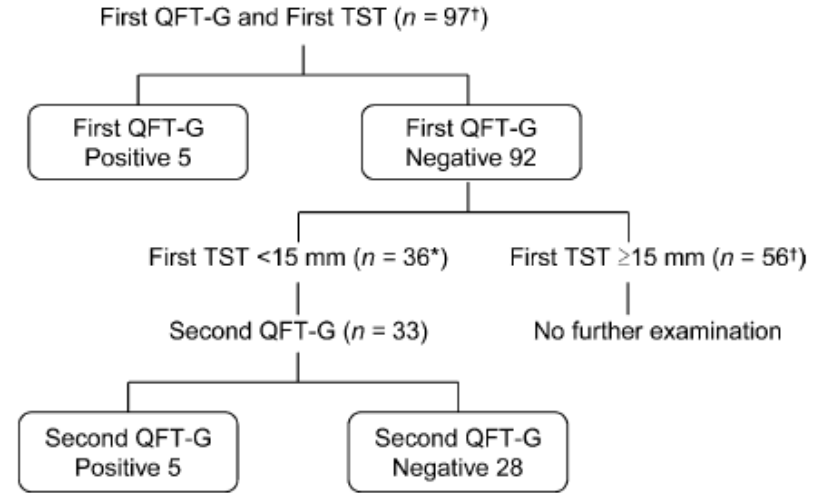 First QFT-G and First TST (n = 97†)
First QFT-G
Positive 5
First QFT-G
Negative 92
First TST <15 mm (n = 36*)
First TST ≥15 mm (n = 56†)
Second QFT-G (n = 33)
No further examination
Second QFT-G
Positive 5
Second QFT-G
Negative 28